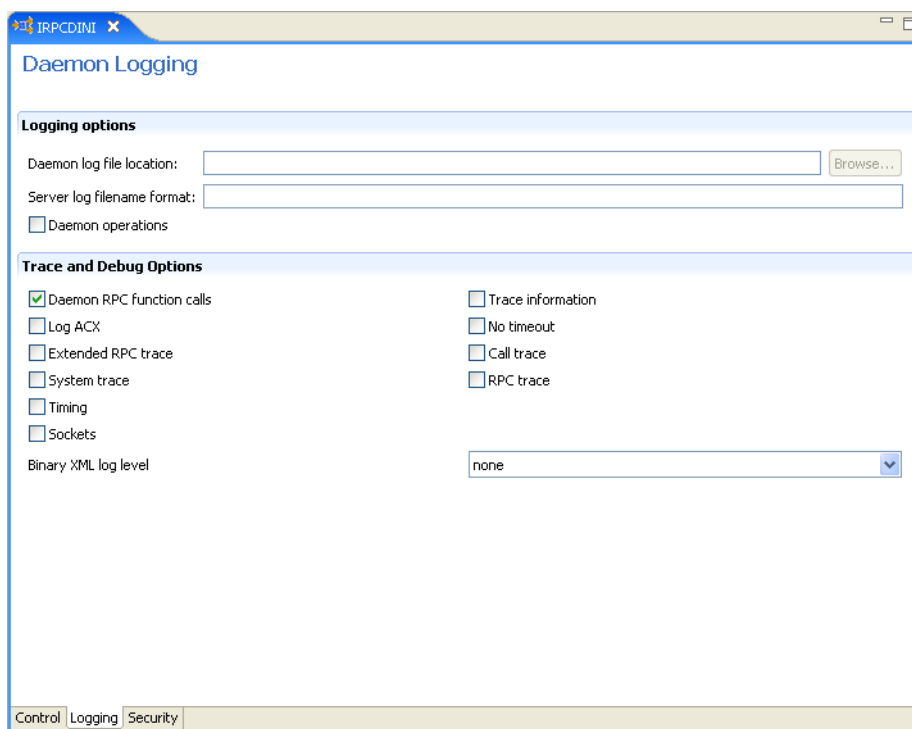 IRPCDINI
Daemon Logging
Logging options
Daemon log file location:
Browse...
Server log filename format:
Daemon operations
Trace and Debug Options
Daemon RPC function calls
Trace information
Log ACX
No timeout
Extended RPC trace
Call trace
System trace
RPC trace
Timing
Sockets
Binary XML log level
none
Control Logging Security